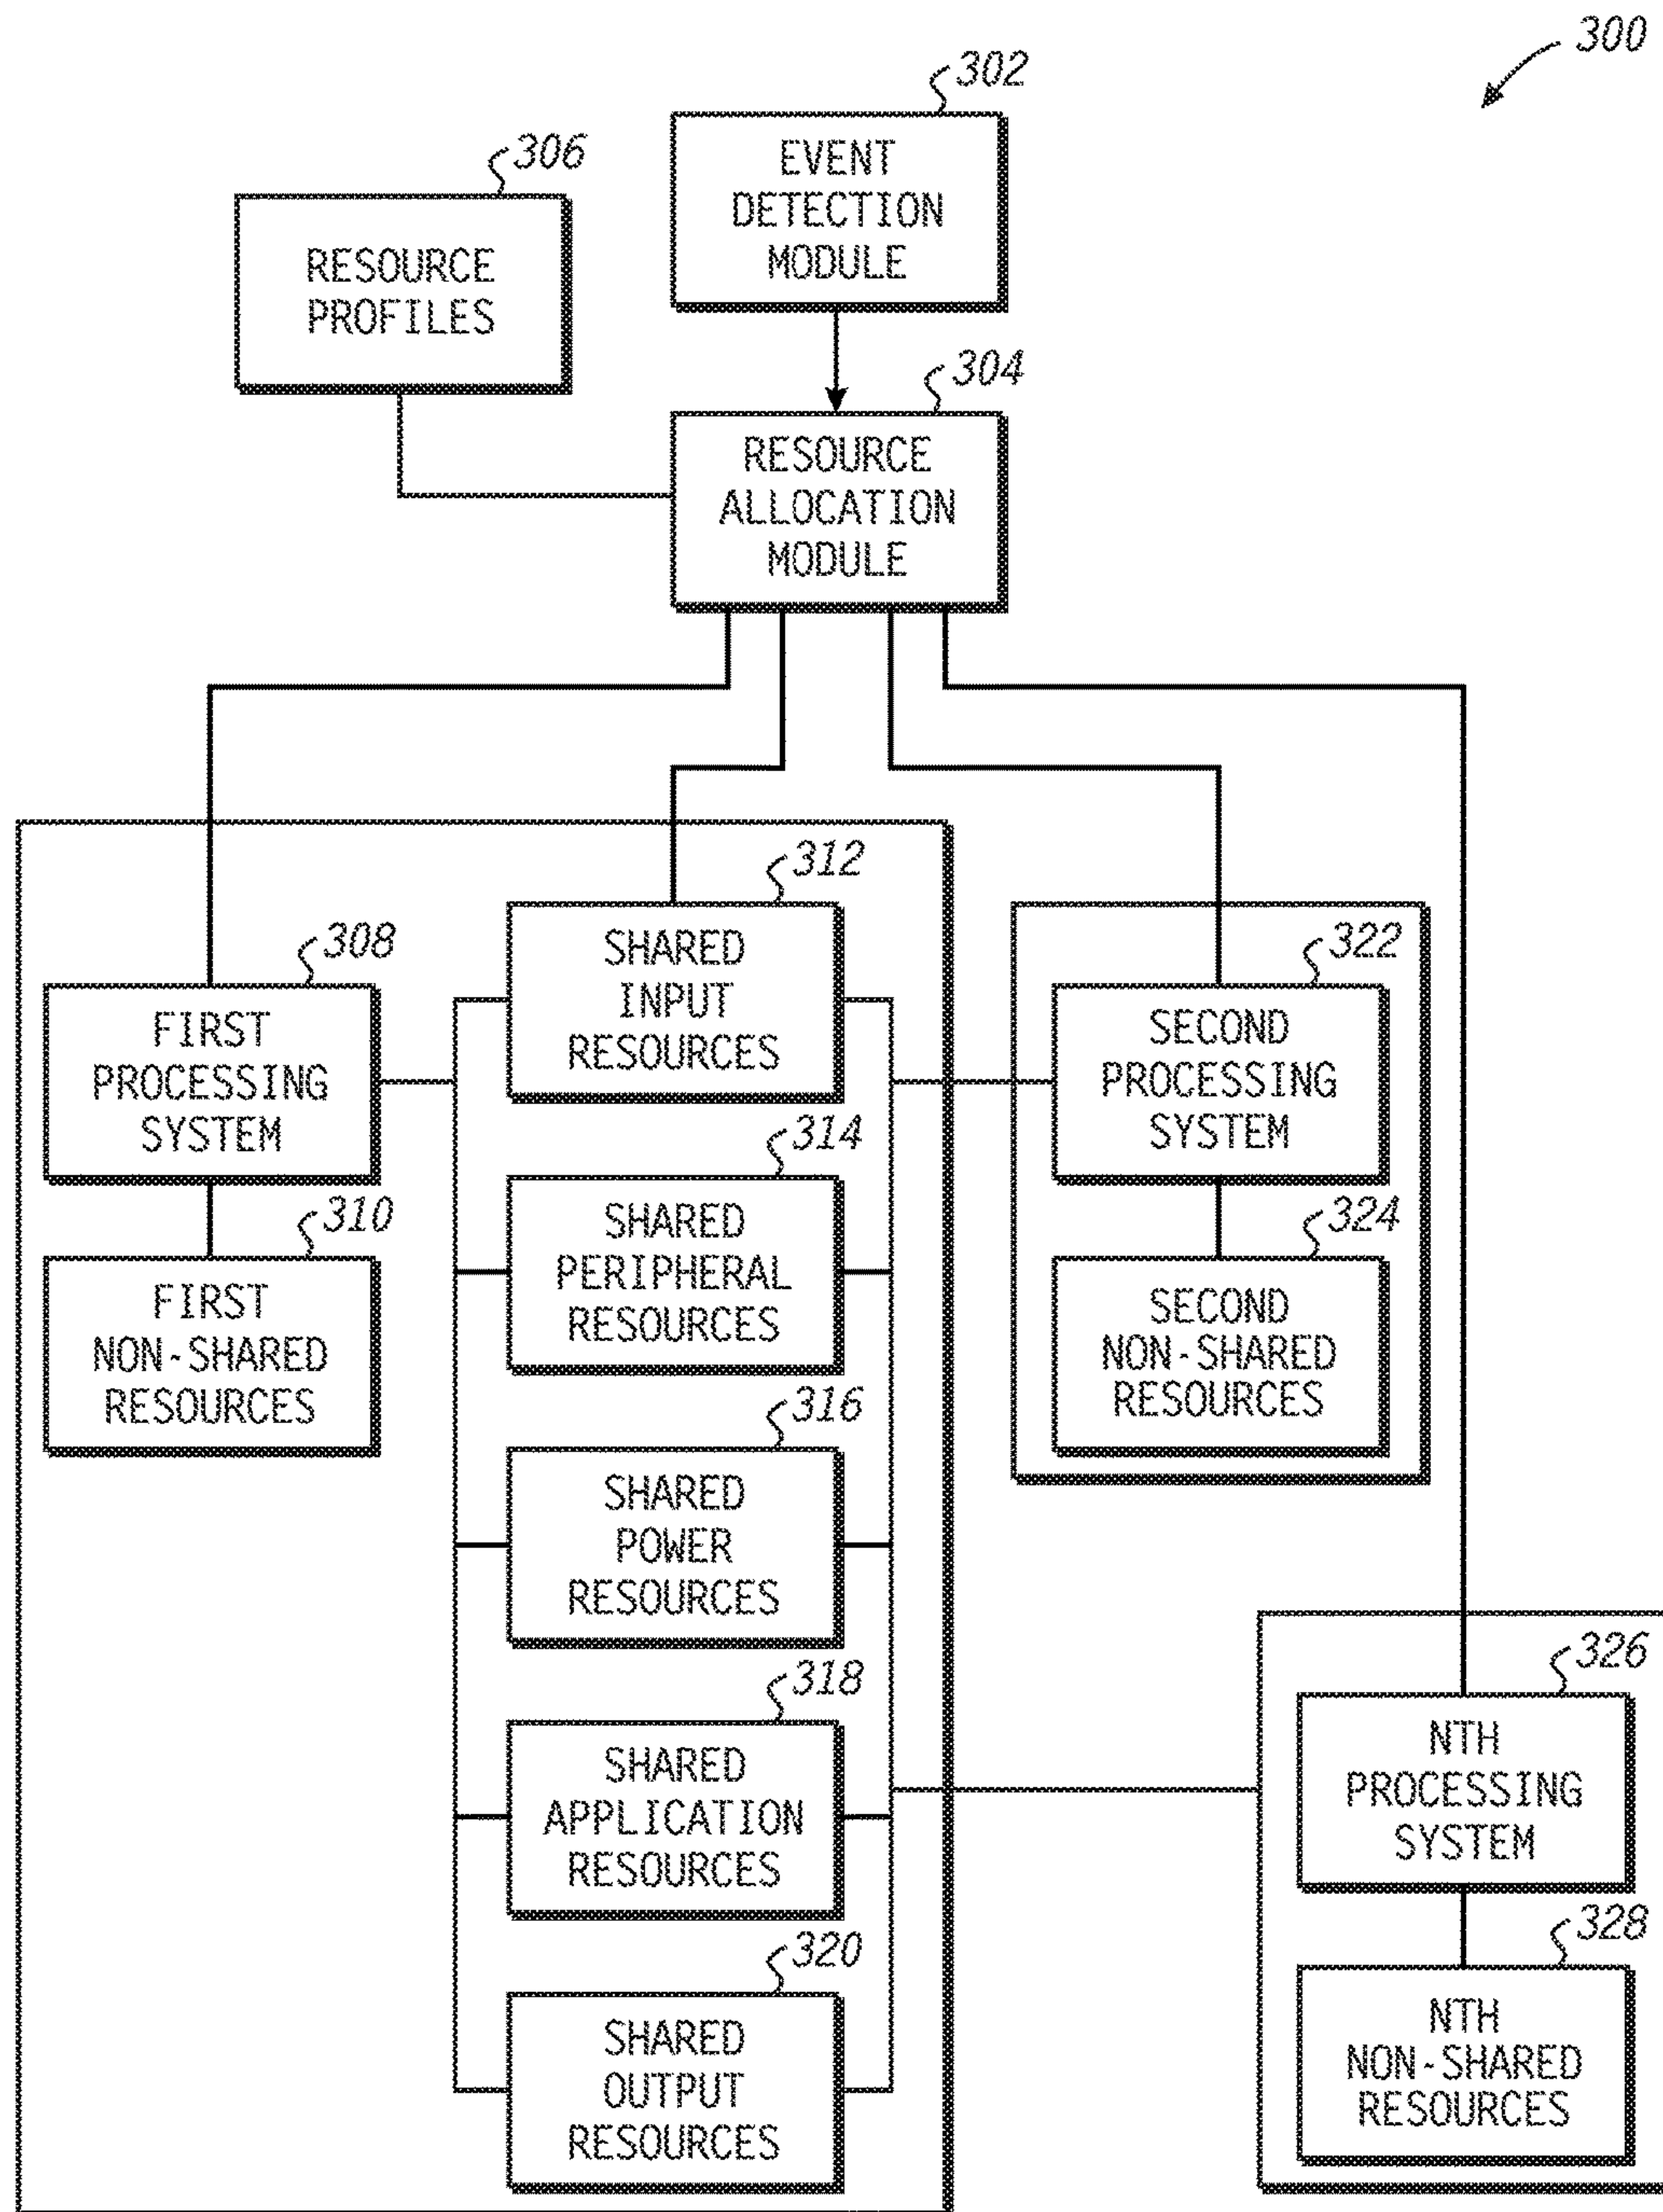 300
302
EVENT
DETECTION
MODULE
306
RESOURCE
PROFILES
304
RESOURCE
ALLOCATION
MODULE
308
FIRST
PROCESSING
SYSTEM
310
FIRST
NON-SHARED
RESOURCES
312
SHARED
INPUT
RESOURCES
314
SHARED
PERIPHERAL
RESOURCES
316
SHARED
POWER
RESOURCES
318
SHARED
APPLICATION
RESOURCES
320
SHARED
OUTPUT
RESOURCES
322
SECOND
PROCESSING
SYSTEM
324
SECOND
NON-SHARED
RESOURCES
326
NTH
PROCESSING
SYSTEM
328
NTH
NON-SHARED
RESOURCES